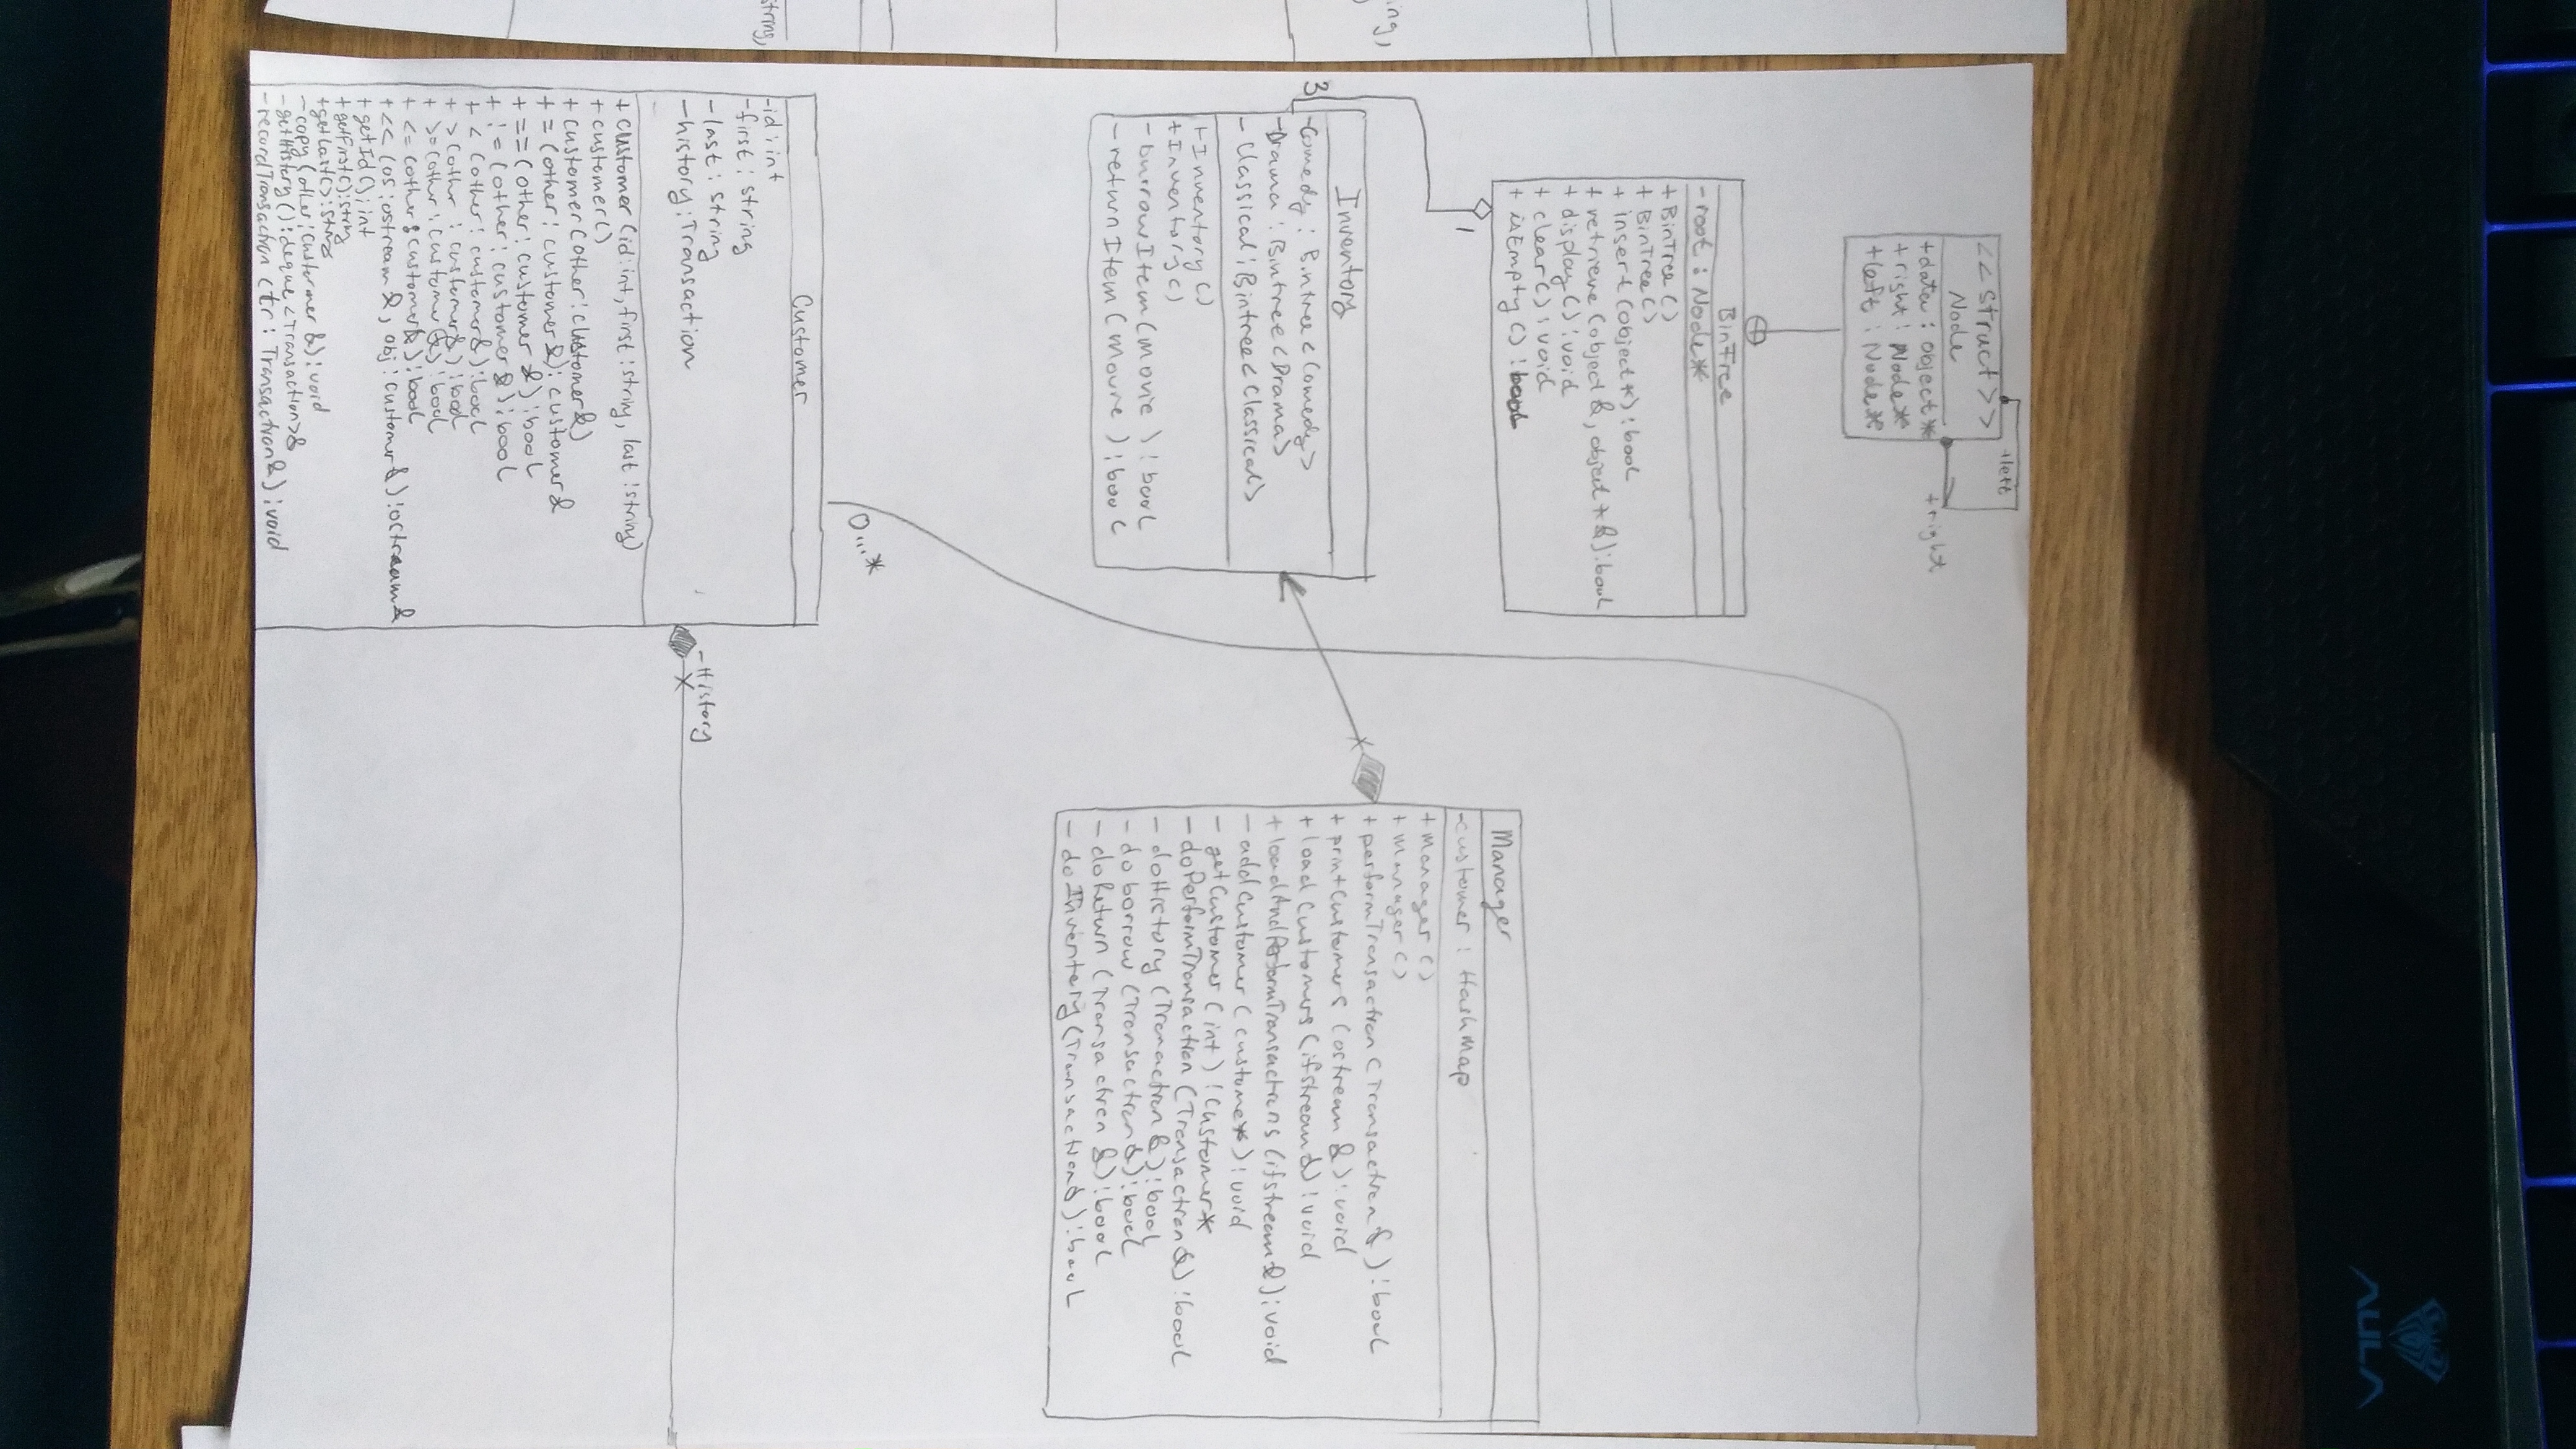 string,
ing,
<<Struct>>
Node
+data: object*
+right: Node*
+left: Node*
+left
+right
BinTree
-root: Node*
+BinTree()
+BinTree()
+insert(object*):bool
+retrieve(object&, object*&):bool
+display():void
+clear():void
+isEmpty():bool
1
3
Inventory
-Comedy: Bintree<Comedy>
-Drama: Bintree<Drama>
-Classical: Bintree<Classical>
+Inventory()
+Inventory()
-burrowItem(Movie):bool
-returnItem(Movie):bool
Manager
-customer: HashMap
+Manager()
+Manager()
+performTransaction(Transaction&):bool
+printCustomers(ostream&):void
+loadCustomers(ifstream&):void
+loadAndPerformTransactions(ifstream&):void
-addCustomer(customer*):void
-getCustomer(int):Customer*
-doPerformTransaction(Transaction&):bool
-doHistory(Transaction&):bool
-doborrow(Transaction&):bool
-doReturn(Transaction&):bool
-doInventory(Transaction&):bool
Customer
-id:int
-first:string
-last:string
-history:Transaction
+customer(id:int, first:string, last:string)
+customer()
+customer(other:customer&)
+=(other:customer&):customer&
+==(other:customer&):bool
+!=(other:customer&):bool
+<(other:customer&):bool
+>(other:customer&):bool
+>=(other:customer&):bool
+<=(other:customer&):bool
+<<(os:ostream&, obj:customer&):ostream&
+getId():int
+getFirst():string
+getLast():string
-copy(other:customer&):void
-getHistory():deque<Transaction>&
-recordTransaction(tr:Transaction&):void
0...*
-History
AULA